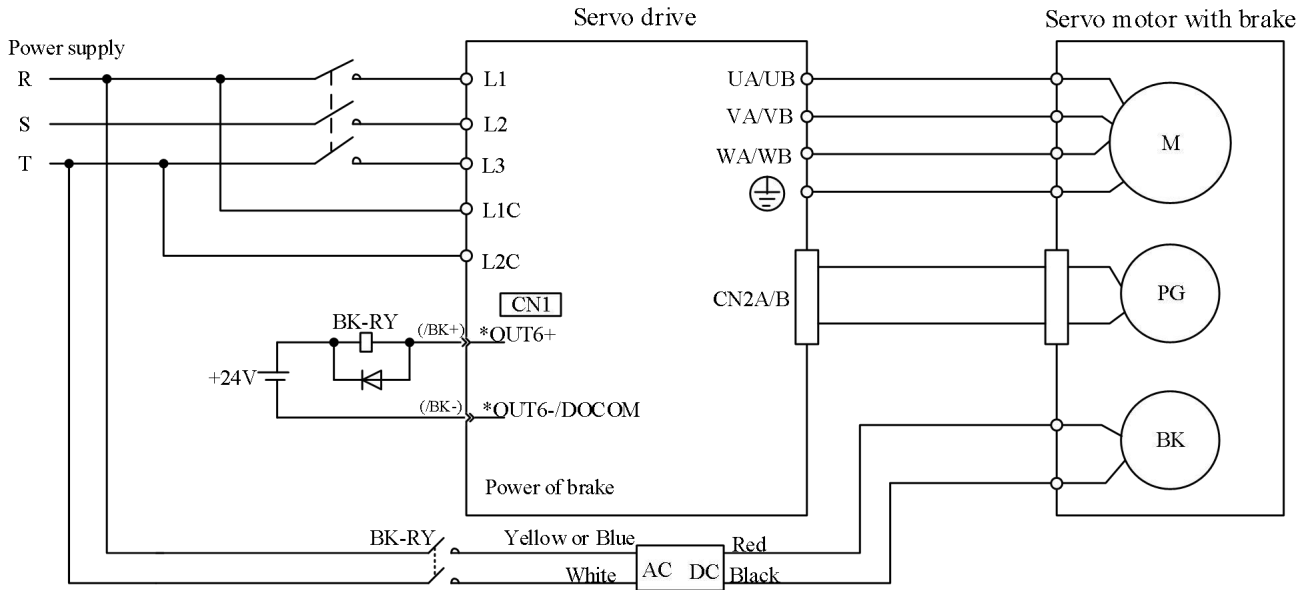 Servo drive
Servo motor with brake
Power supply
R
S
T
L1
L2
L3
L1C
L2C
UA/UB
VA/VB
WA/WB
M
CN1
CN2A/B
PG
BK-RY
(/BK+)
*OUT6+
+24V
(/BK-)
*OUT6-/DOCOM
BK
Power of brake
BK-RY
Yellow or Blue
Red
White
AC DC
Black